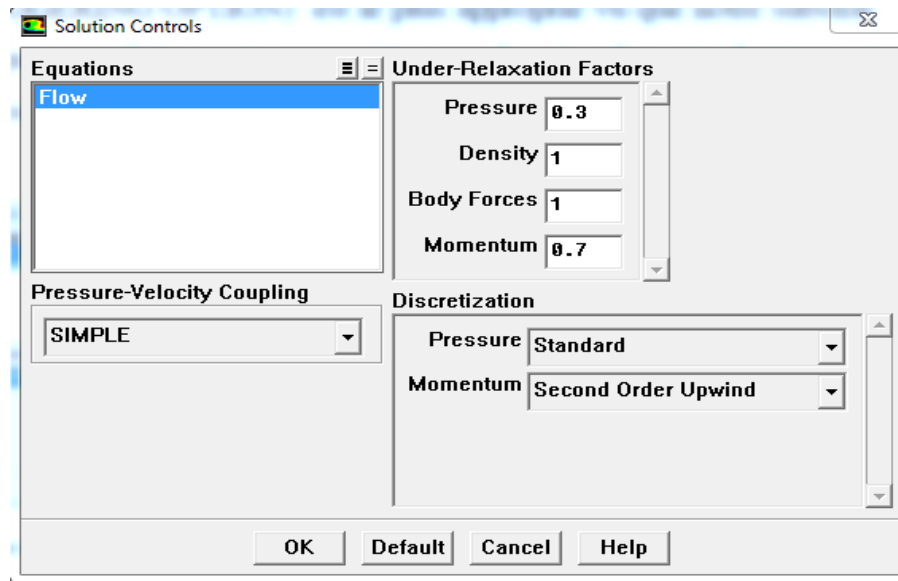 Solution Controls
Equations
Flow
Under-Relaxation Factors
Pressure 0.3
Density 1
Body Forces 1
Momentum 0.7
Pressure-Velocity Coupling
SIMPLE
Discretization
Pressure Standard
Momentum Second Order Upwind
OK Default Cancel Help